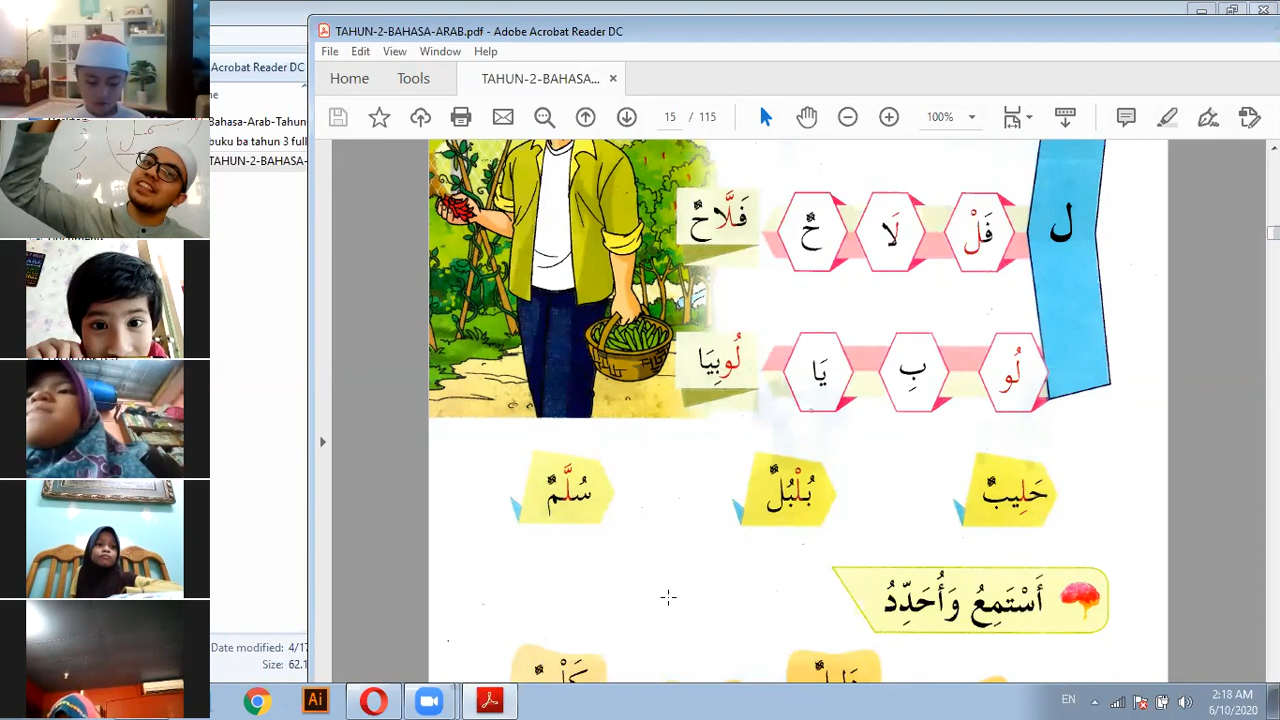 TAHUN-2-BAHASA-ARAB.pdf - Adobe Acrobat Reader DC
Acrobat Reader DC
File Edit View Window Help
Home Tools TAHUN-2-BAHASA... ×
15 / 115 100%
Bahasa-Arab-Tahun
buku ba tahun 3 full
TAHUN-2-BAHASA-
ل
فَلْ لَا حٌ فَلَّاحٌ
لُو بِ يَا لُوبِيَا
حَلِيبٌ بُلْبُلٌ سُلَّمٌ
أَسْتَمِعُ وَأُحَدِّدُ
Date modified: 4/17
Size: 62.1
Ai
EN
2:18 AM
6/10/2020